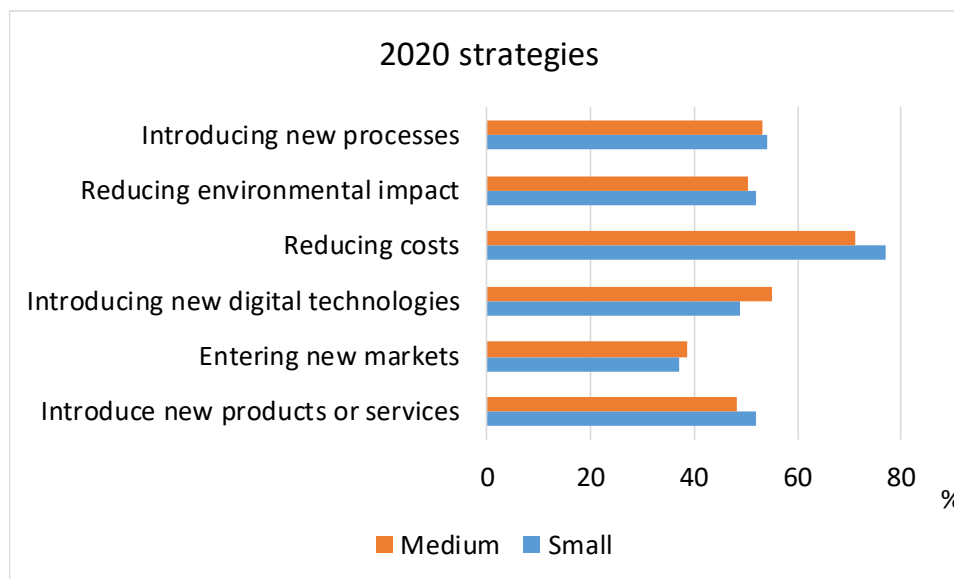 2020 strategies
Introducing new processes
Reducing environmental impact
Reducing costs
Introducing new digital technologies
Entering new markets
Introduce new products or services
0 20 40 60 80
%
Medium Small